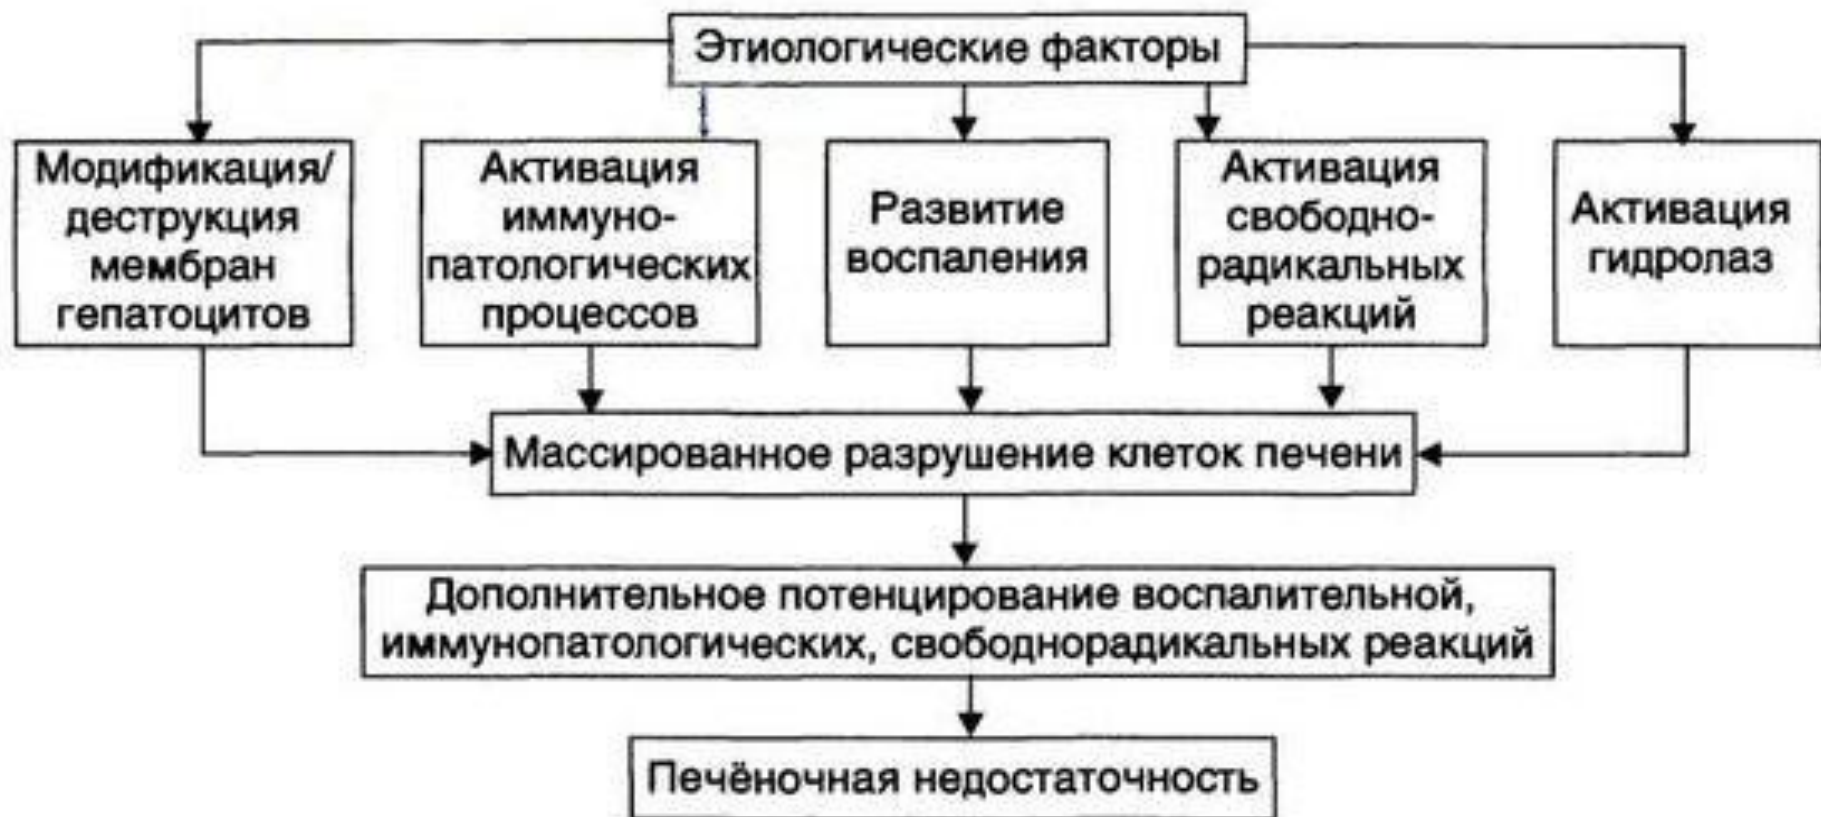 Этиологические факторы
Модификация/
деструкция
мембран
гепатоцитов
Активация
иммуно-
патологических
процессов
Развитие
воспаления
Активация
свободно-
радикальных
реакций
Активация
гидролаз
Массированное разрушение клеток печени
Дополнительное потенцирование воспалительной,
иммунопатологических, свободнорадикальных реакций
Печёночная недостаточность